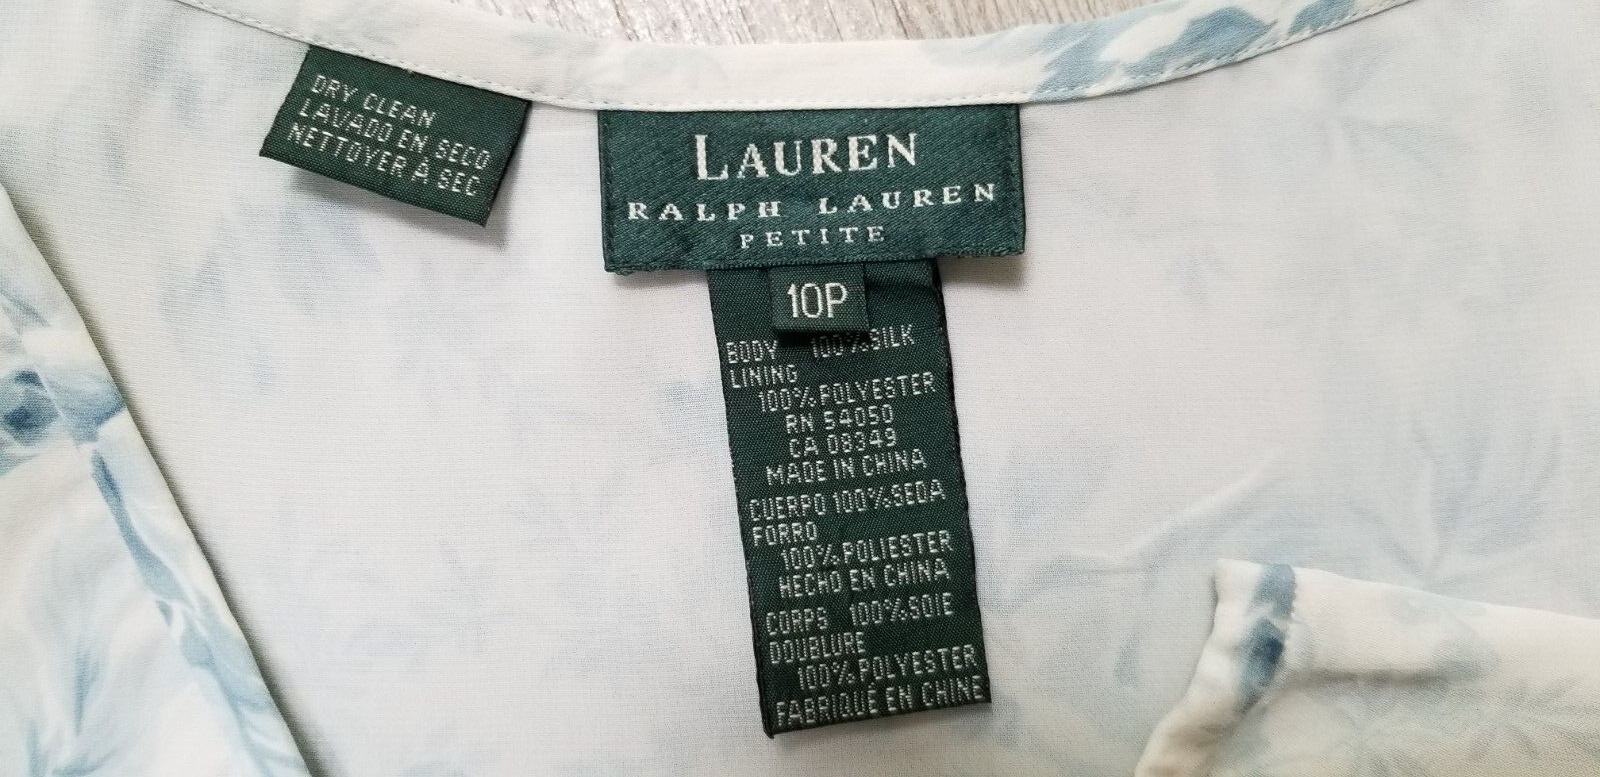 DRY CLEAN
LAVADO EN SECO
NETTOYER À SEC
LAUREN
RALPH LAUREN
PETITE
10P
BODY 100% SILK
LINING
100% POLYESTER
RN 54050
CA 08349
MADE IN CHINA
CUERPO 100% SEDA
FORRO
100% POLIESTER
HECHO EN CHINA
CORPS 100% SOIE
DOUBLURE
100% POLYESTER
FABRIQUÉ EN CHINE